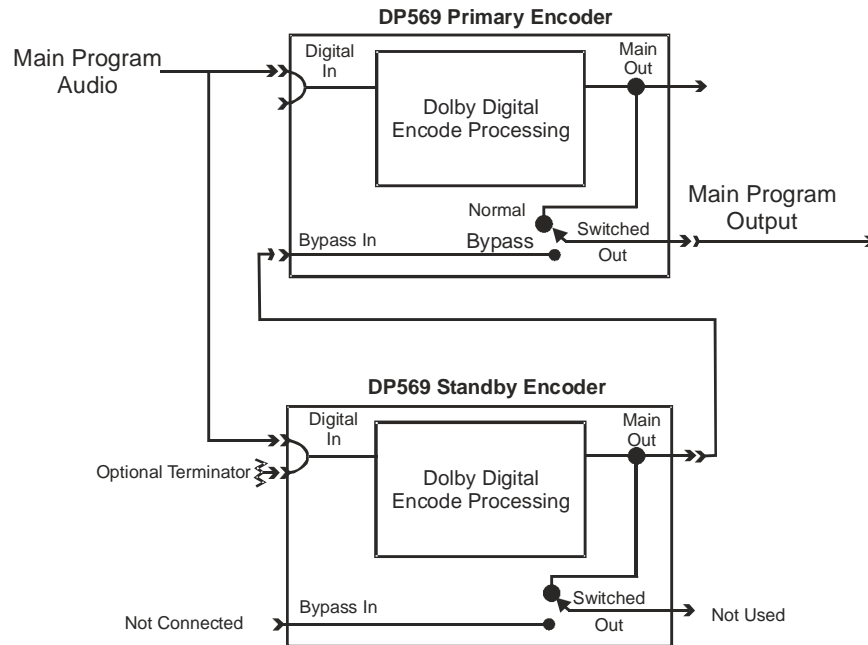 DP569 Primary Encoder
Main Program
Audio
Digital
In
Main
Out
Dolby Digital
Encode Processing
Normal
Bypass In
Bypass
Switched
Out
Main Program
Output
DP569 Standby Encoder
Digital
In
Main
Out
Optional Terminator
Dolby Digital
Encode Processing
Bypass In
Switched
Out
Not Connected
Not Used